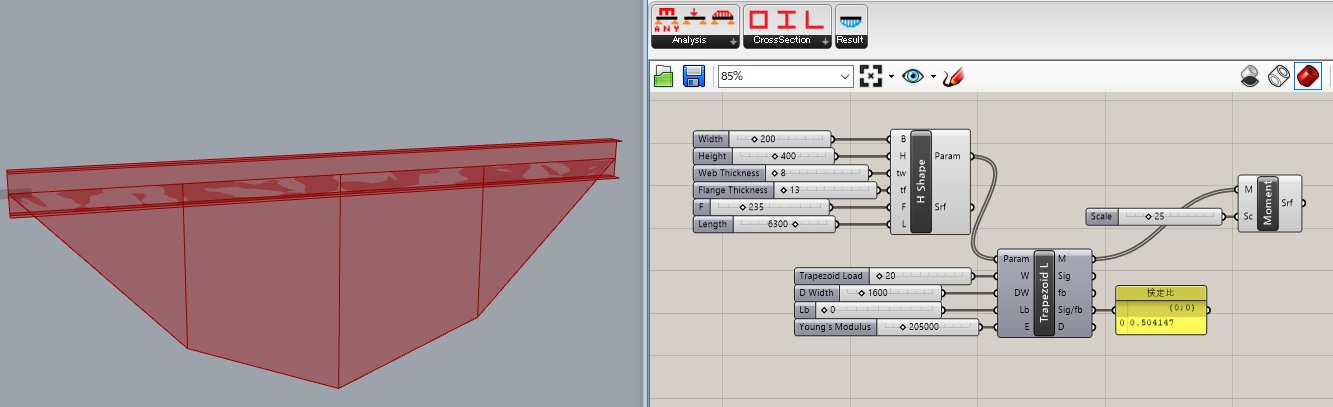 ANY
Analysis
CrossSection
Result
85%
Width 200
Height 400
Web Thickness 8
Flange Thickness 13
F 235
Length 6300
B
H
tw
tf
F
L
H Shape
Param
Srf
Trapezoid Load 20
D Width 1600
Lb 0
Young's Modulus 205000
Param
W
DW
Lb
E
Trapezoid L
M
Sig
fb
Sig/fb
D
検定比
{0;0}
0 0.504147
Scale 25
M
Sc
Moment
Srf